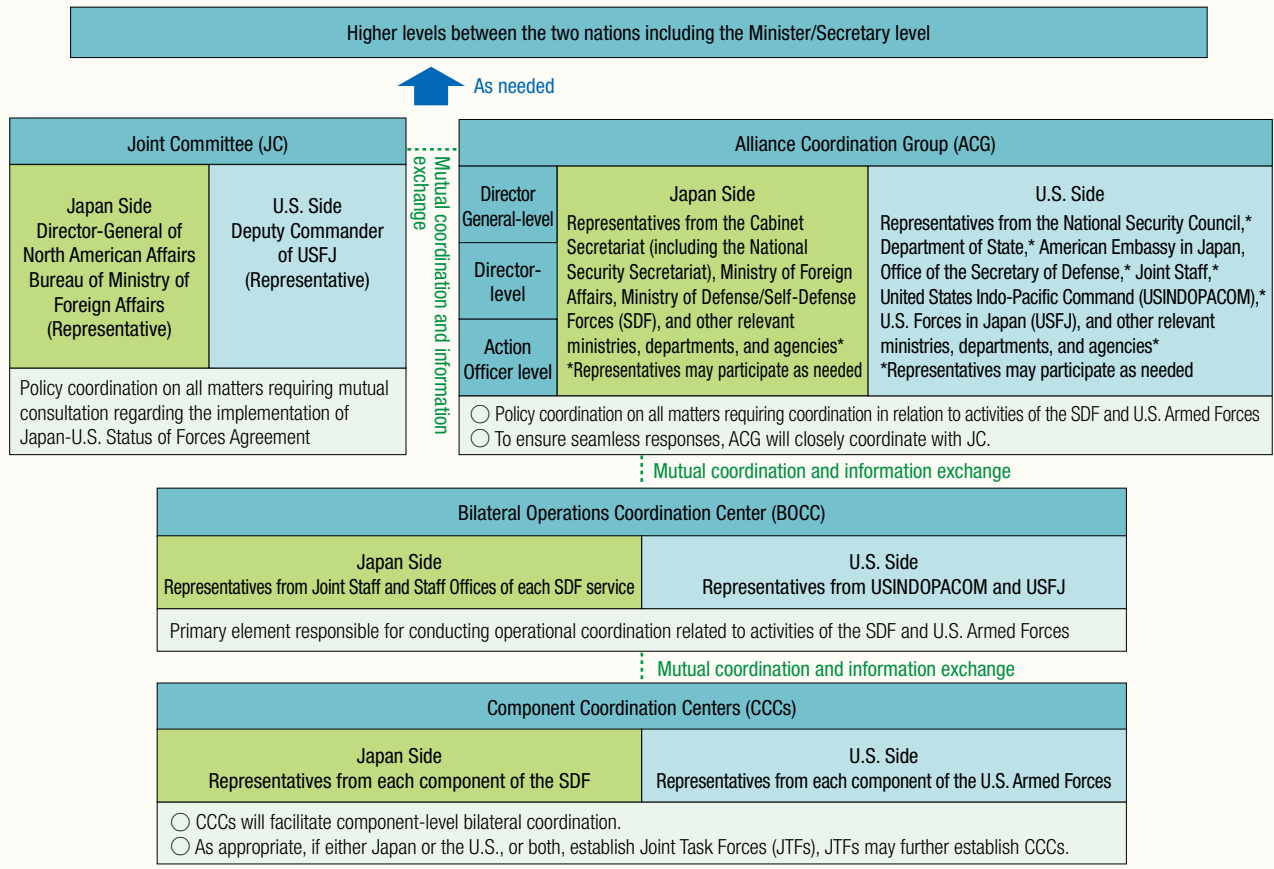 Higher levels between the two nations including the Minister/Secretary level
As needed
Joint Committee (JC)
Japan Side
Director-General of
North American Affairs
Bureau of Ministry of
Foreign Affairs
(Representative)
U.S. Side
Deputy Commander
of USFJ
(Representative)
Policy coordination on all matters requiring mutual
consultation regarding the implementation of
Japan-U.S. Status of Forces Agreement
Mutual coordination and information
exchange
Alliance Coordination Group (ACG)
Director
General-level
Director-
level
Action
Officer level
Japan Side
Representatives from the Cabinet
Secretariat (including the National
Security Secretariat), Ministry of Foreign
Affairs, Ministry of Defense/Self-Defense
Forces (SDF), and other relevant
ministries, departments, and agencies*
*Representatives may participate as needed
U.S. Side
Representatives from the National Security Council,*
Department of State,* American Embassy in Japan,
Office of the Secretary of Defense,* Joint Staff,*
United States Indo-Pacific Command (USINDOPACOM),*
U.S. Forces in Japan (USFJ), and other relevant
ministries, departments, and agencies*
*Representatives may participate as needed
○ Policy coordination on all matters requiring coordination in relation to activities of the SDF and U.S. Armed Forces
○ To ensure seamless responses, ACG will closely coordinate with JC.
Mutual coordination and information exchange
Bilateral Operations Coordination Center (BOCC)
Japan Side
Representatives from Joint Staff and Staff Offices of each SDF service
U.S. Side
Representatives from USINDOPACOM and USFJ
Primary element responsible for conducting operational coordination related to activities of the SDF and U.S. Armed Forces
Mutual coordination and information exchange
Component Coordination Centers (CCCs)
Japan Side
Representatives from each component of the SDF
U.S. Side
Representatives from each component of the U.S. Armed Forces
○ CCCs will facilitate component-level bilateral coordination.
○ As appropriate, if either Japan or the U.S., or both, establish Joint Task Forces (JTFs), JTFs may further establish CCCs.